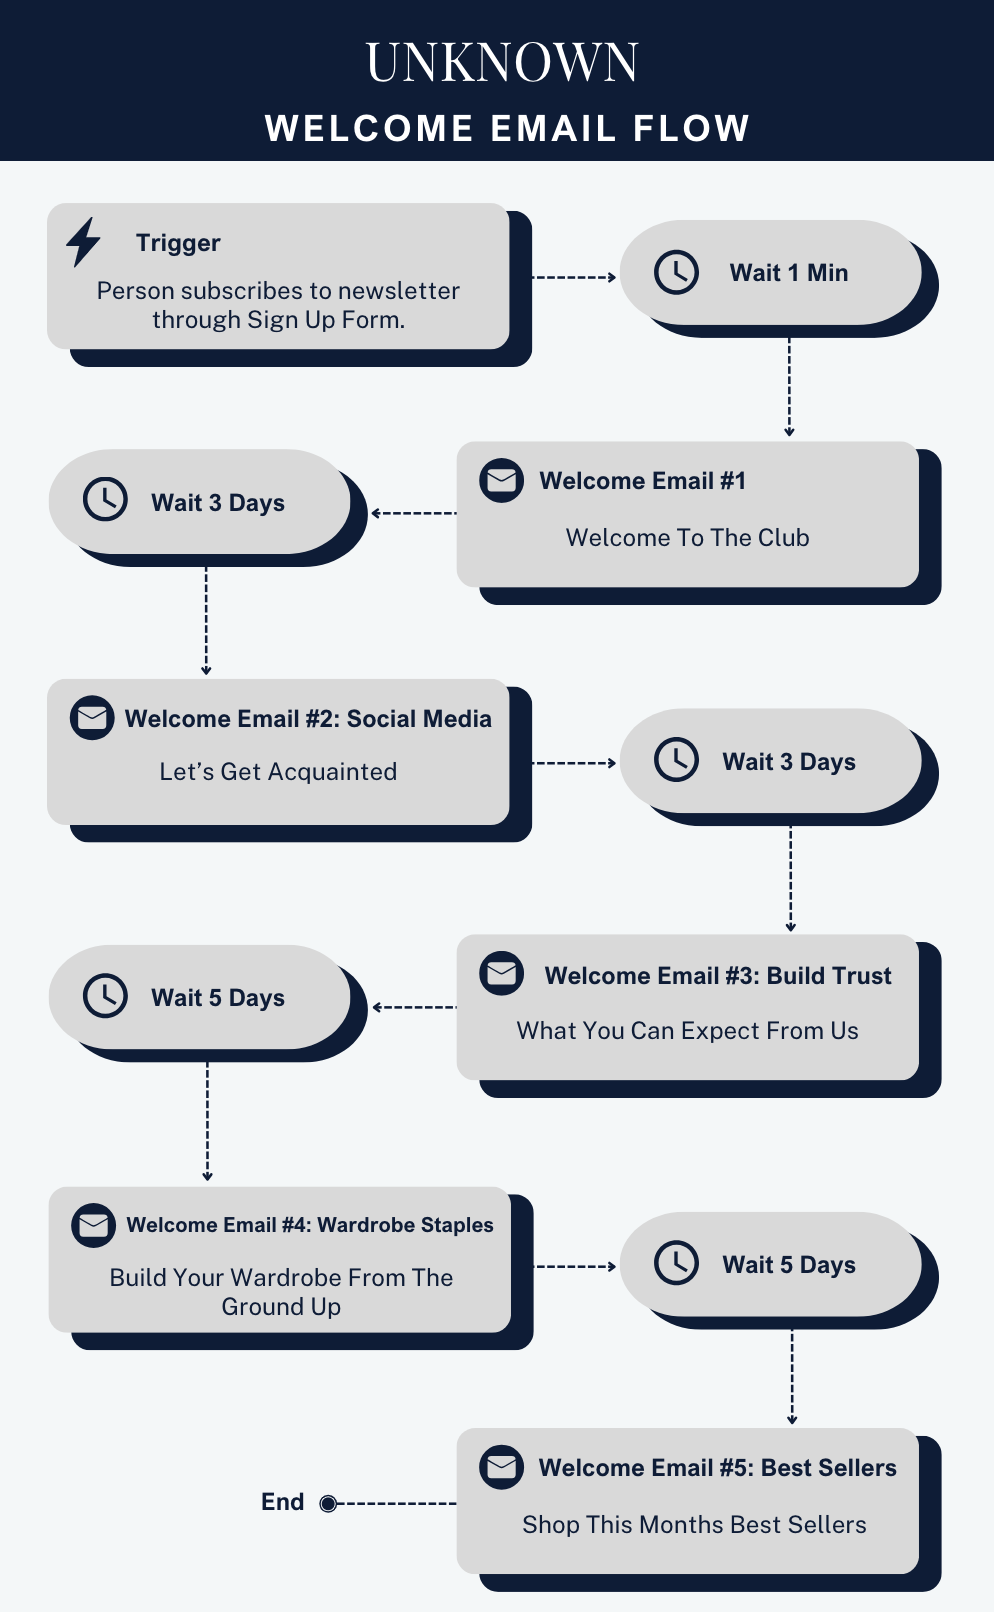 UNKNOWN
WELCOME EMAIL FLOW
Trigger
Person subscribes to newsletter
through Sign Up Form.
Wait 1 Min
Welcome Email #1
Welcome To The Club
Wait 3 Days
Welcome Email #2: Social Media
Let’s Get Acquainted
Wait 3 Days
Welcome Email #3: Build Trust
What You Can Expect From Us
Wait 5 Days
Welcome Email #4: Wardrobe Staples
Build Your Wardrobe From The
Ground Up
Wait 5 Days
Welcome Email #5: Best Sellers
Shop This Months Best Sellers
End